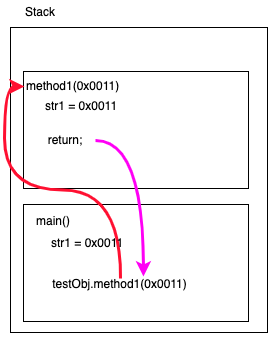 Stack
method1(0x0011)
str1 = 0x0011
return;
main()
str1 = 0x0011
testObj.method1(0x0011)